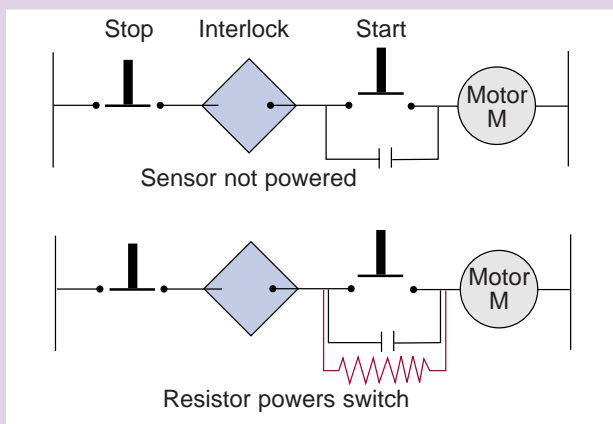 Stop Interlock Start
Motor
M
Sensor not powered
Motor
M
Resistor powers switch